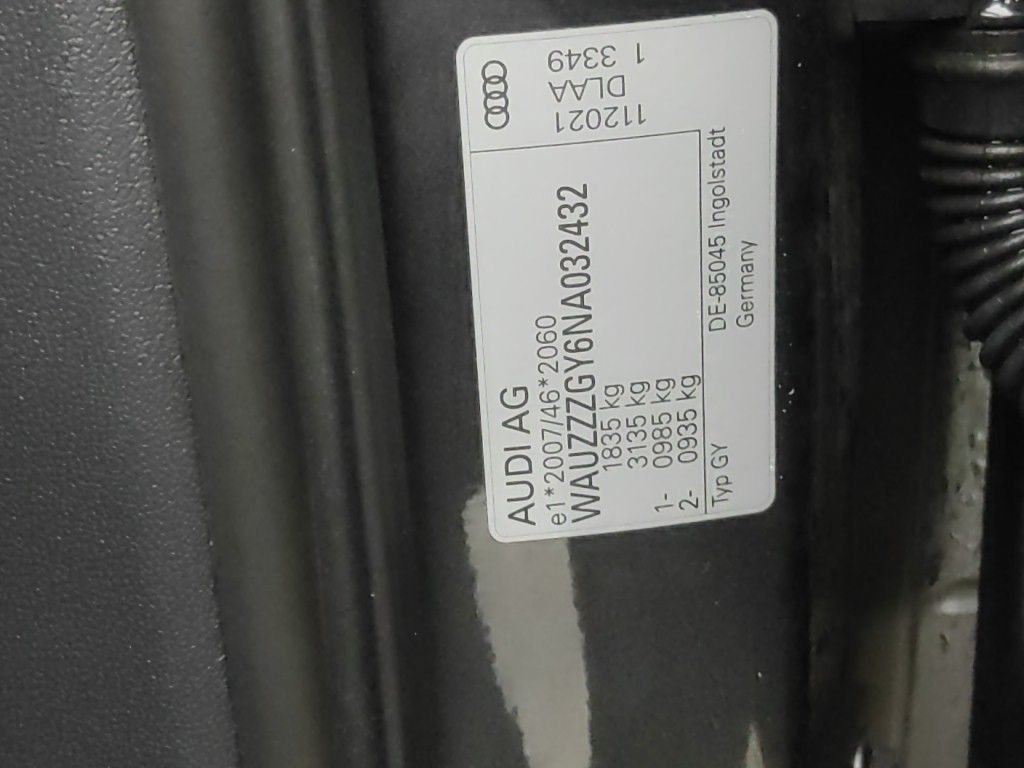 AUDI AG
e1*2007/46*2060
WAUZZZGY6NA032432
1835 kg
3135 kg
1- 0985 kg
2- 0935 kg
Typ GY
DE-85045 Ingolstadt
Germany
112021
DLAA
1 3349